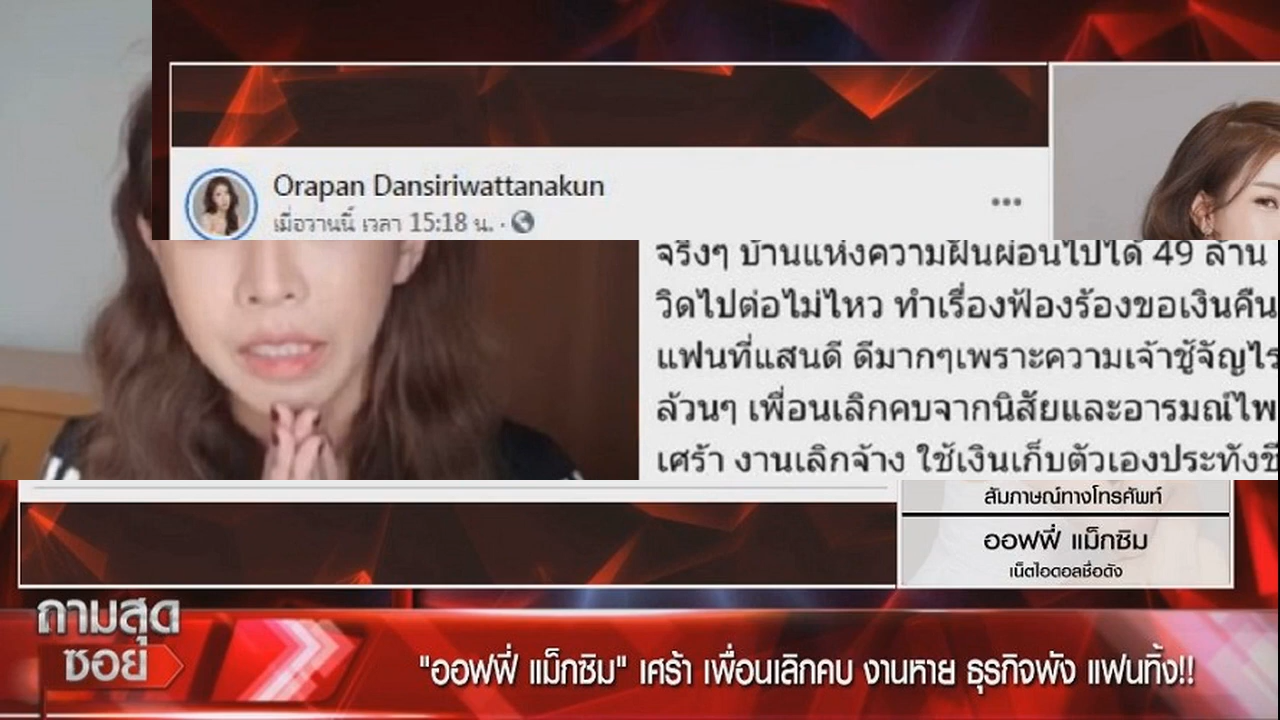 Orapan Dansiriwattanakun
เมื่อวานนี้ เวลา 15:18 น. ·
จริงๆ บ้านแห่งความฝันผ่อนไปได้ 49 ล้าน
วิดไปต่อไม่ไหว ทำเรื่องฟ้องร้องขอเงินคืน
แฟนที่แสนดี ดีมากๆเพราะความเจ้าชู้จัญไร
ล้วนๆ เพื่อนเลิกคบจากนิสัยและอารมณ์ไพ
เศร้า งานเลิกจ้าง ใช้เงินเก็บตัวเองประทังชี
สัมภาษณ์ทางโทรศัพท์
ออฟฟี่ แม็กซิม
เน็ตไอดอลชื่อดัง
ถามสุด
ซอย
"ออฟฟี่ แม็กซิม" เศร้า เพื่อนเลิกคบ งานหาย ธุรกิจพัง แฟนทิ้ง!!